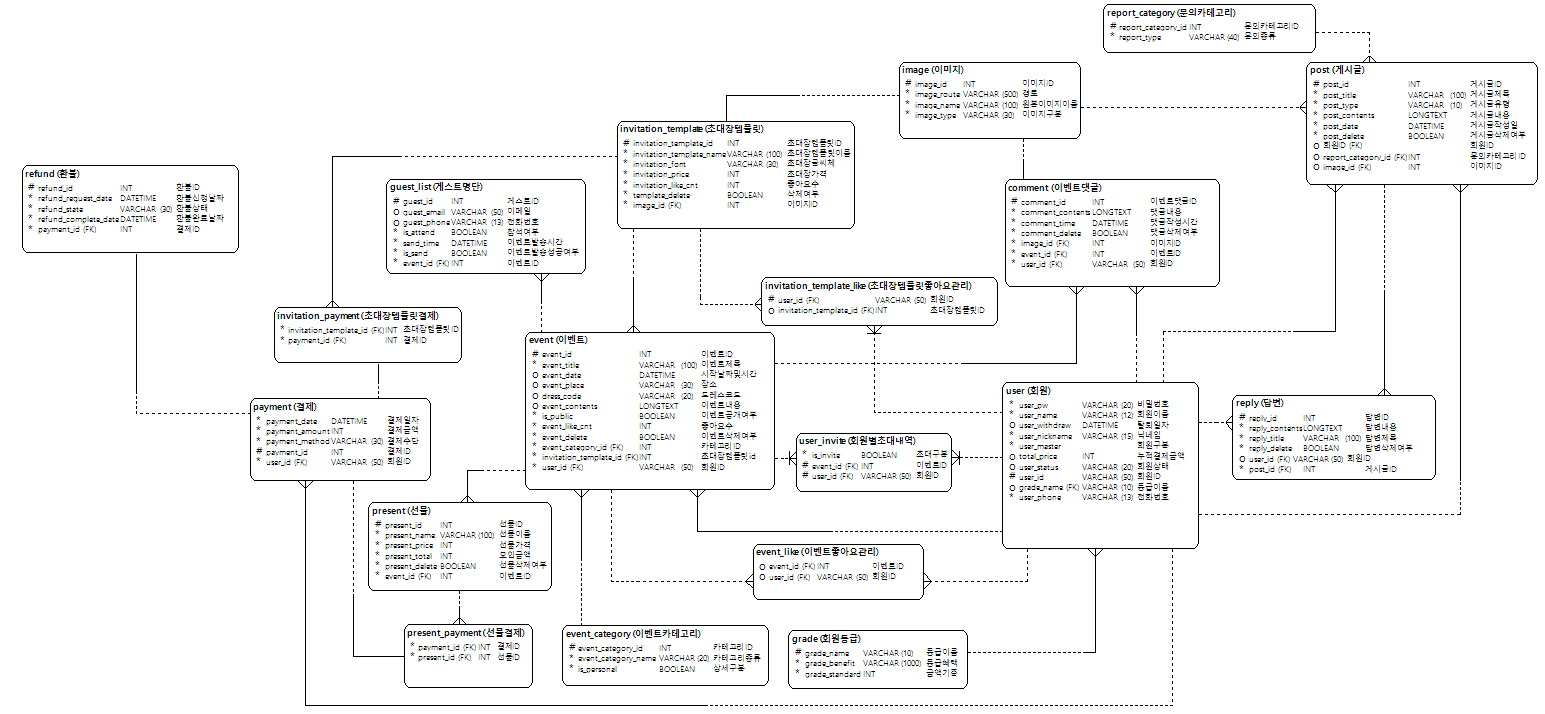 report_category (문의카테고리)
# report_category_id INT 문의카테고리ID
* report_type VARCHAR (40) 문의종류
image (이미지)
# image_id INT 이미지ID
* image_route VARCHAR (500) 경로
* image_name VARCHAR (100) 원본이미지이름
* image_type VARCHAR (30) 이미지구분
post (게시글)
# post_id INT 게시글ID
* post_title VARCHAR (100) 게시글제목
* post_type VARCHAR (10) 게시글유형
* post_contents LONGTEXT 게시글내용
* post_date DATETIME 게시글작성일
* post_delete BOOLEAN 게시글삭제여부
O 회원ID (FK) 회원ID
O report_category_id (FK) INT 문의카테고리ID
O image_id (FK) INT 이미지ID
invitation_template (초대장템플릿)
# invitation_template_id INT 초대장템플릿ID
* invitation_template_name VARCHAR (100) 초대장템플릿이름
* invitation_font VARCHAR (30) 초대장글씨체
* invitation_price INT 초대장가격
* invitation_like_cnt INT 좋아요수
* template_delete BOOLEAN 삭제여부
* image_id (FK) INT 이미지ID
refund (환불)
# refund_id INT 환불ID
* refund_request_date DATETIME 환불신청날짜
* refund_state VARCHAR (30) 환불상태
* refund_complete_date DATETIME 환불완료날짜
* payment_id (FK) INT 결제ID
guest_list (게스트명단)
# guest_id INT 게스트ID
O guest_email VARCHAR (50) 이메일
O guest_phone VARCHAR (13) 전화번호
* is_attend BOOLEAN 참석여부
* send_time DATETIME 이벤트발송시간
* is_send BOOLEAN 이벤트발송성공여부
* event_id (FK) INT 이벤트ID
comment (이벤트댓글)
# comment_id INT 이벤트댓글ID
* comment_contents LONGTEXT 댓글내용
* comment_time DATETIME 댓글작성시간
* comment_delete BOOLEAN 댓글삭제여부
* image_id (FK) INT 이미지ID
* event_id (FK) INT 이벤트ID
* user_id (FK) VARCHAR (50) 회원ID
invitation_template_like (초대장템플릿좋아요관리)
# user_id (FK) VARCHAR (50) 회원ID
O invitation_template_id (FK) INT 초대장템플릿ID
invitation_payment (초대장템플릿결제)
* invitation_template_id (FK) INT 초대장템플릿ID
* payment_id (FK) INT 결제ID
event (이벤트)
# event_id INT 이벤트ID
* event_title VARCHAR (100) 이벤트제목
O event_date DATETIME 시작날짜및시간
O event_place VARCHAR (30) 장소
O dress_code VARCHAR (20) 드레스코드
O event_contents LONGTEXT 이벤트내용
* is_public BOOLEAN 이벤트공개여부
* event_like_cnt INT 좋아요수
* event_delete BOOLEAN 이벤트삭제여부
* event_category_id (FK) INT 카테고리ID
* invitation_template_id (FK) INT 초대장템플릿id
* user_id (FK) VARCHAR (50) 회원ID
user (회원)
* user_pw VARCHAR (20) 비밀번호
* user_name VARCHAR (12) 회원이름
O user_withdraw DATETIME 탈퇴일자
* user_nickname VARCHAR (15) 닉네임
* user_master 회원구분
O total_price INT 누적결제금액
* user_status VARCHAR (20) 회원상태
# user_id VARCHAR (50) 회원ID
O grade_name (FK) VARCHAR (10) 등급이름
* user_phone VARCHAR (13) 전화번호
reply (답변)
# reply_id INT 답변ID
* reply_contents LONGTEXT 답변내용
* reply_title VARCHAR (100) 답변제목
* reply_delete BOOLEAN 답변삭제여부
O user_id (FK) VARCHAR (50) 회원ID
* post_id (FK) INT 게시글ID
payment (결제)
* payment_date DATETIME 결제일자
* payment_amount INT 결제금액
* payment_method VARCHAR (30) 결제수단
# payment_id INT 결제ID
* user_id (FK) VARCHAR (50) 회원ID
user_invite (회원별초대내역)
* is_invite BOOLEAN 초대구분
# event_id (FK) INT 이벤트ID
# user_id (FK) VARCHAR (50) 회원ID
present (선물)
# present_id INT 선물ID
* present_name VARCHAR (100) 선물이름
* present_price INT 선물가격
* present_total INT 모인금액
* present_delete BOOLEAN 선물삭제여부
* event_id (FK) INT 이벤트ID
event_like (이벤트좋아요관리)
O event_id (FK) INT 이벤트ID
O user_id (FK) VARCHAR (50) 회원ID
present_payment (선물결제)
* payment_id (FK) INT 결제ID
* present_id (FK) INT 선물ID
event_category (이벤트카테고리)
# event_category_id INT 카테고리ID
* event_category_name VARCHAR (20) 카테고리종류
* is_personal BOOLEAN 상세구분
grade (회원등급)
# grade_name VARCHAR (10) 등급이름
* grade_benefit VARCHAR (1000) 등급혜택
* grade_standard INT 금액기준